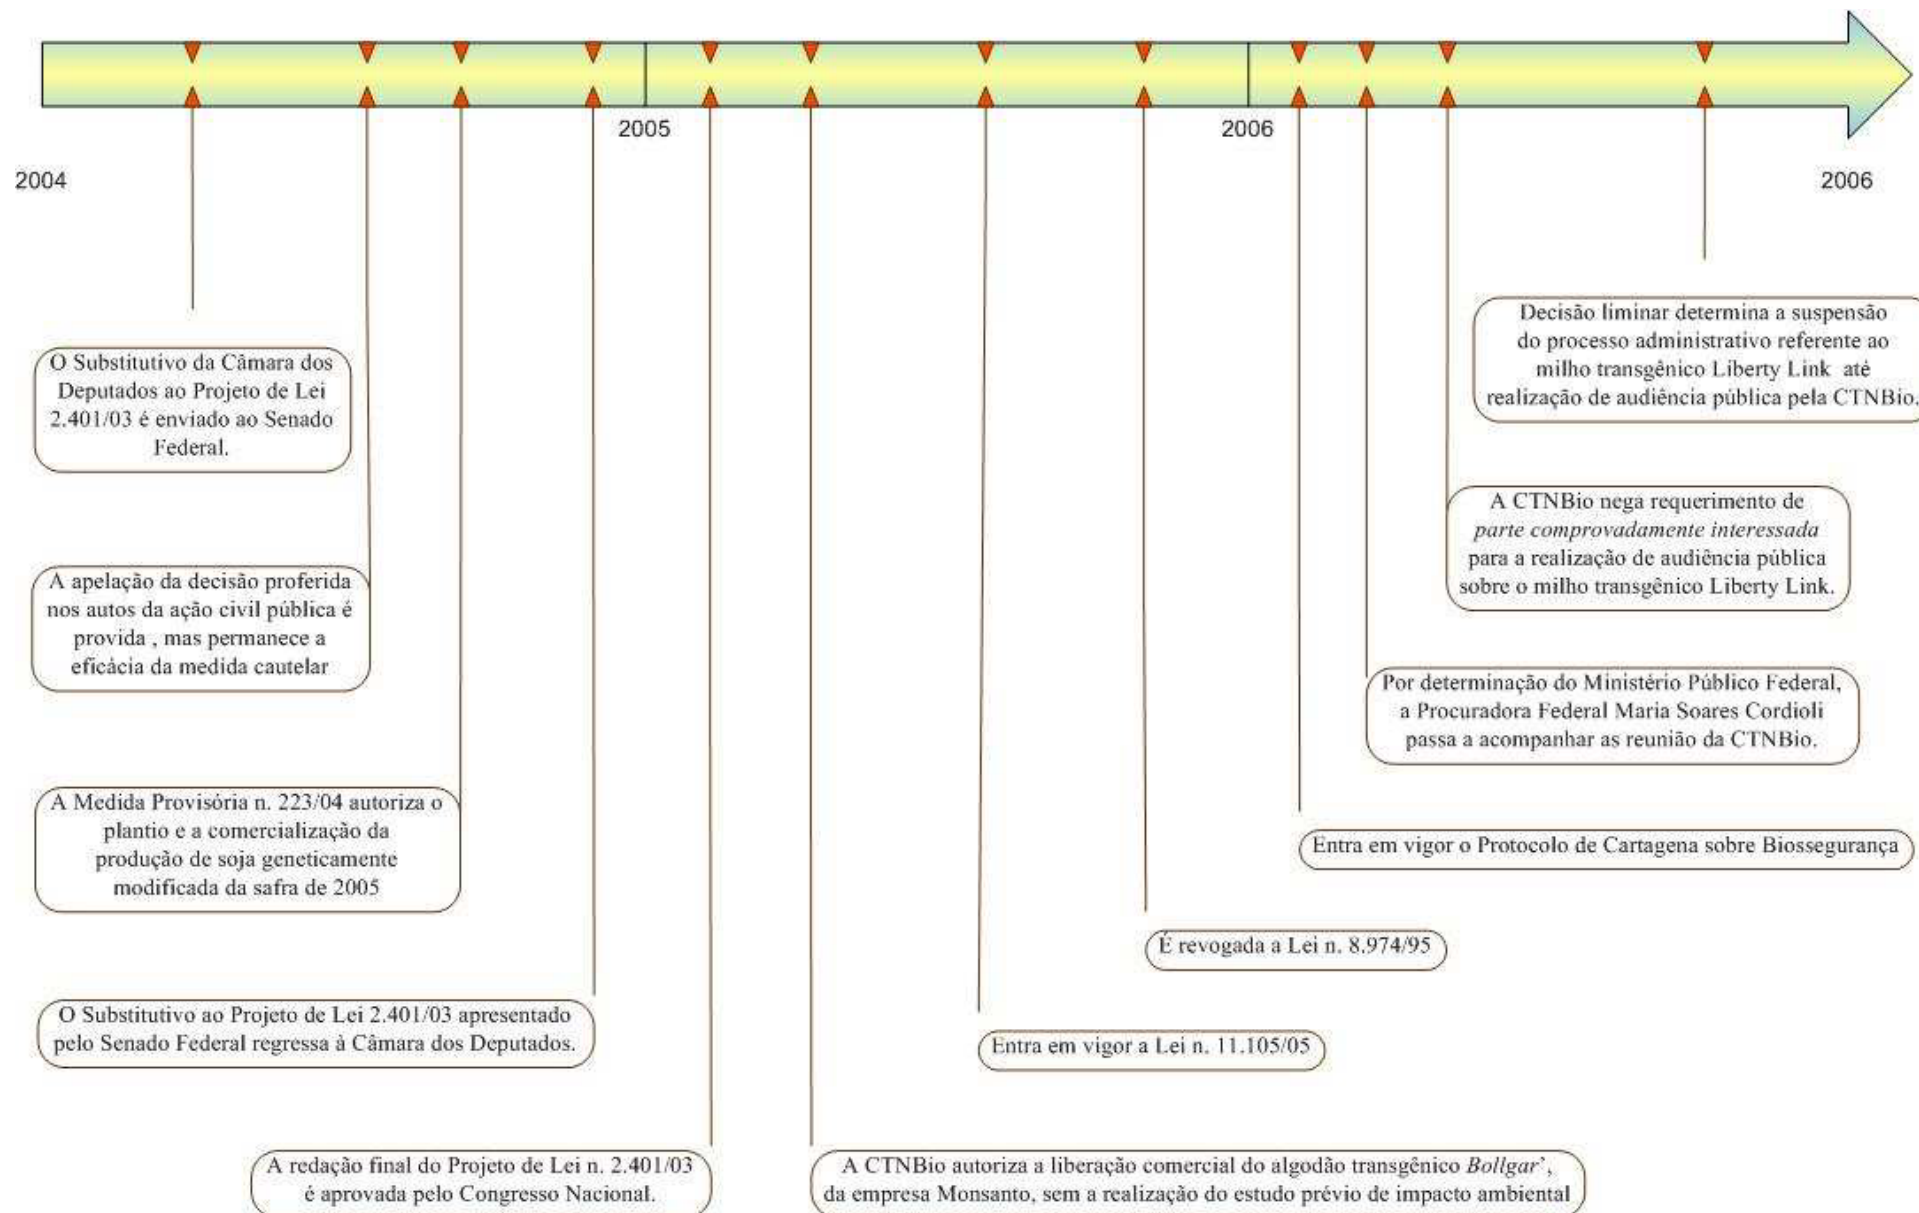 2005
2006
2004
2006
O Substitutivo da Câmara dos
Deputados ao Projeto de Lei
2.401/03 é enviado ao Senado
Federal.
A apelação da decisão proferida
nos autos da ação civil pública é
provida , mas permanece a
eficácia da medida cautelar
A Medida Provisória n. 223/04 autoriza o
plantio e a comercialização da
produção de soja geneticamente
modificada da safra de 2005
O Substitutivo ao Projeto de Lei 2.401/03 apresentado
pelo Senado Federal regressa à Câmara dos Deputados.
A redação final do Projeto de Lei n. 2.401/03
é aprovada pelo Congresso Nacional.
A CTNBio autoriza a liberação comercial do algodão transgênico Bollgar’,
da empresa Monsanto, sem a realização do estudo prévio de impacto ambiental
Entra em vigor a Lei n. 11.105/05
É revogada a Lei n. 8.974/95
Entra em vigor o Protocolo de Cartagena sobre Biossegurança
Por determinação do Ministério Público Federal,
a Procuradora Federal Maria Soares Cordioli
passa a acompanhar as reunião da CTNBio.
A CTNBio nega requerimento de
parte comprovadamente interessada
para a realização de audiência pública
sobre o milho transgênico Liberty Link.
Decisão liminar determina a suspensão
do processo administrativo referente ao
milho transgênico Liberty Link até
realização de audiência pública pela CTNBio.